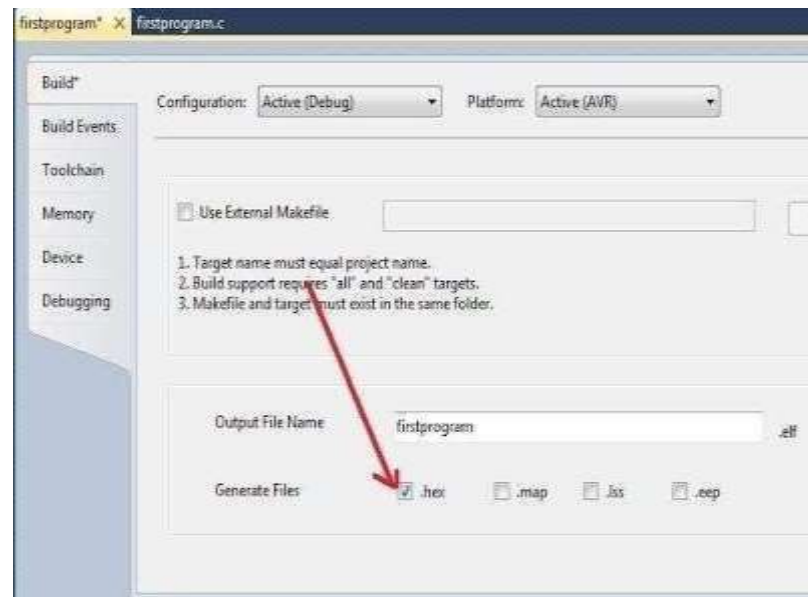 firstprogram* X firstprogram.c
Build*
Configuration: Active (Debug) Platform: Active (AVR)
Build Events
Toolchain
Memory
Use External Makefile
Device
1. Target name must equal project name.
2. Build support requires "all" and "clean" targets.
Debugging
3. Makefile and target must exist in the same folder.
Output File Name firstprogram .elf
Generate Files .hex .map .lss .eep